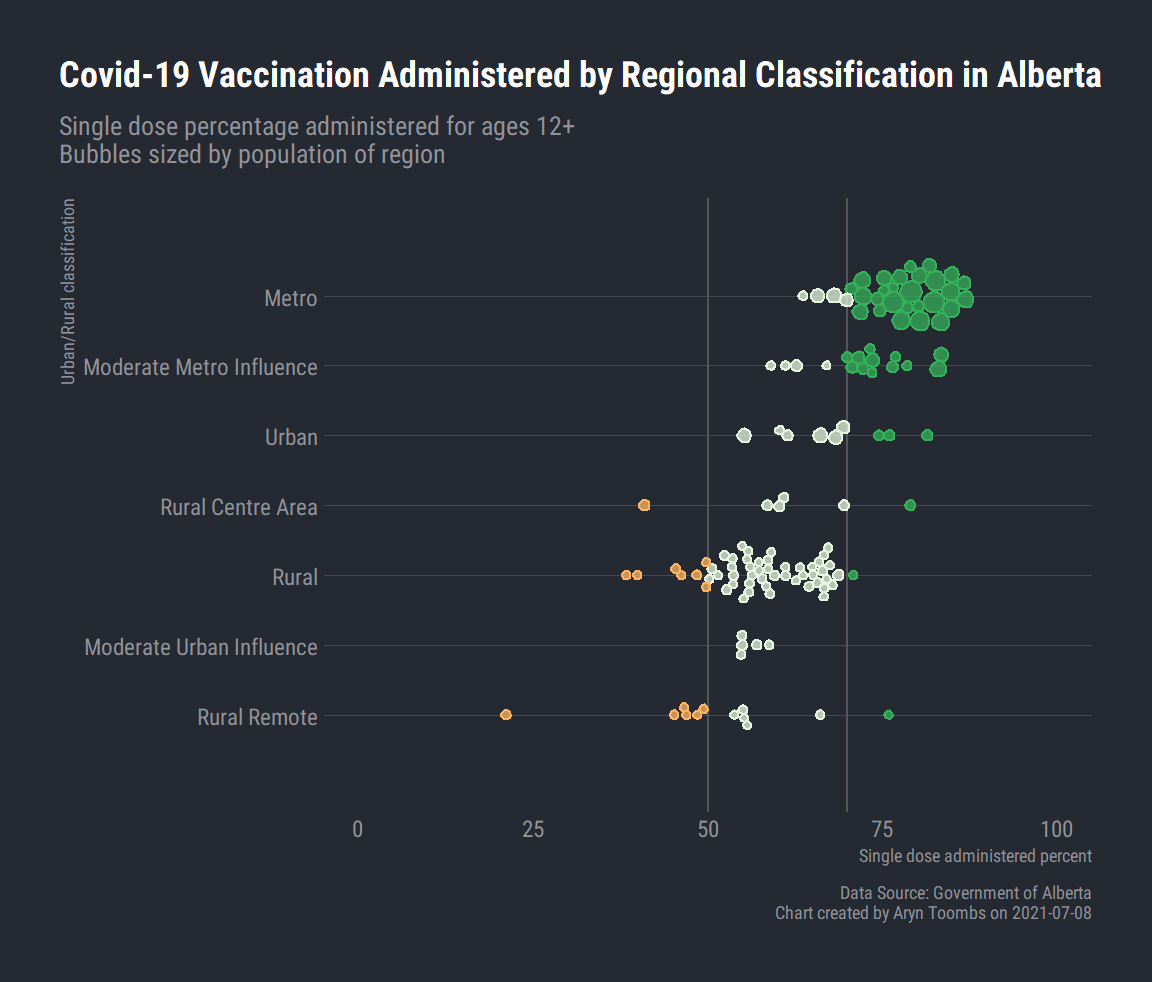 Covid-19 Vaccination Administered by Regional Classification in Alberta
Single dose percentage administered for ages 12+
Bubbles sized by population of region
Urban/Rural classification
Metro
Moderate Metro Influence
Urban
Rural Centre Area
Rural
Moderate Urban Influence
Rural Remote
0 25 50 75 100
Single dose administered percent
Data Source: Government of Alberta
Chart created by Aryn Toombs on 2021-07-08